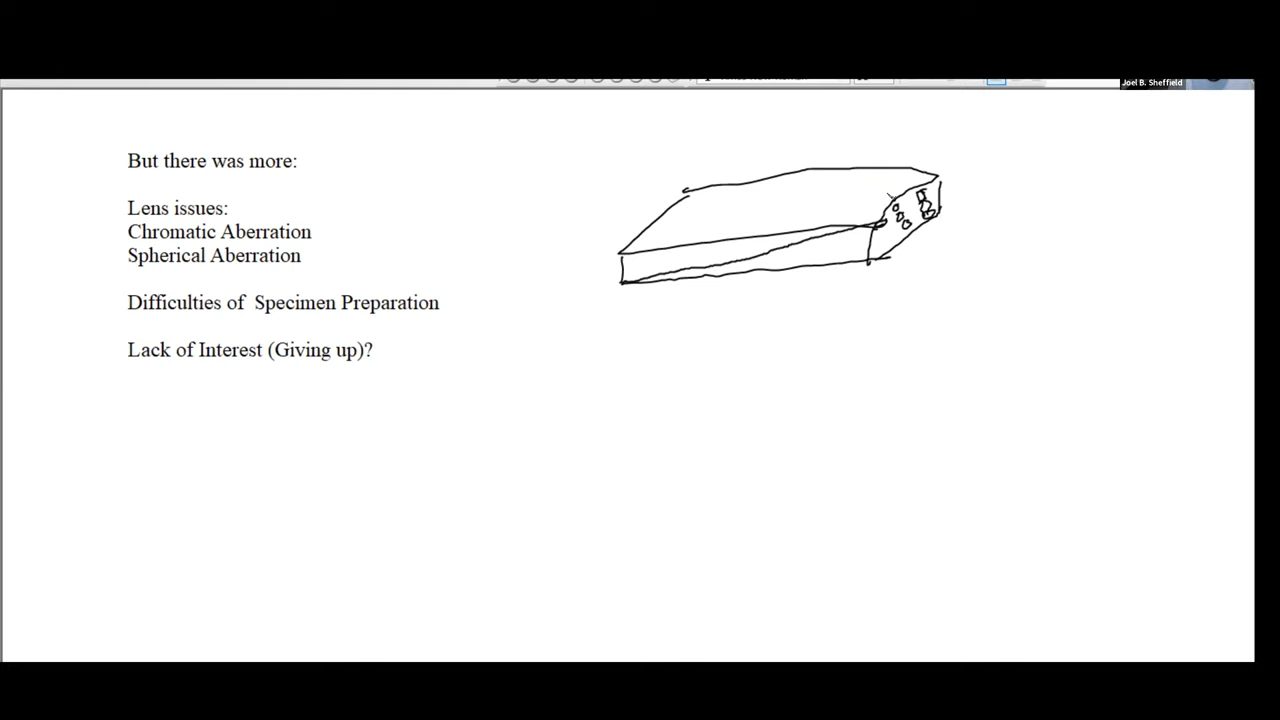 Joel B. Sheffield
But there was more:
Lens issues:
Chromatic Aberration
Spherical Aberration
Difficulties of  Specimen Preparation
Lack of Interest (Giving up)?